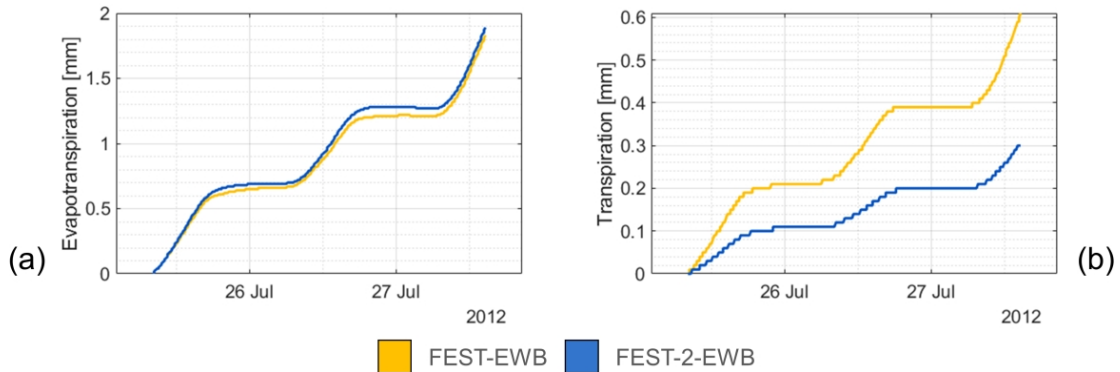 (a)
Evapotranspiration [mm]
2
1.5
1
0.5
0
26 Jul
27 Jul
2012
Transpiration [mm]
0.6
0.5
0.4
0.3
0.2
0.1
0
26 Jul
27 Jul
2012
(b)
FEST-EWB
FEST-2-EWB